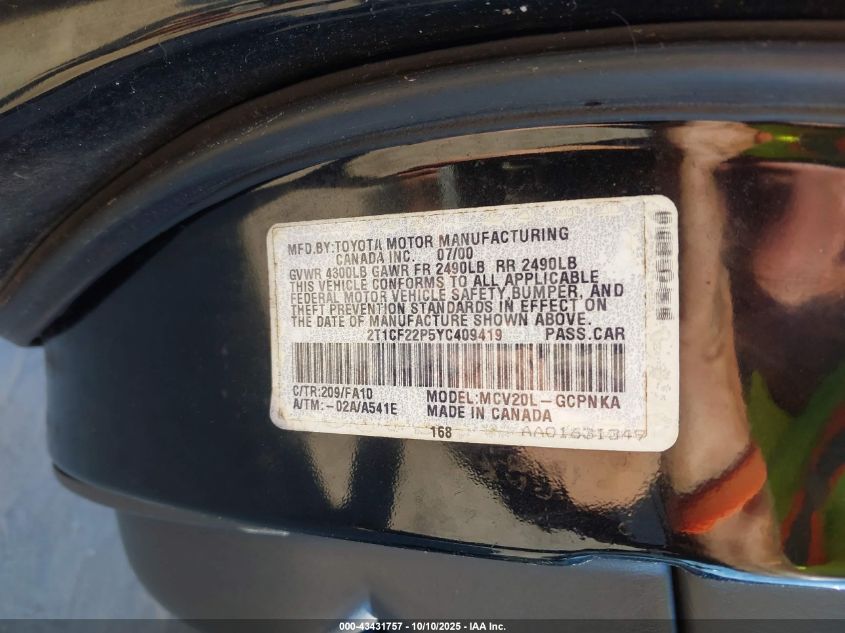 MFD.BY:TOYOTA MOTOR MANUFACTURING
CANADA INC. 07/00
GVWR 4300LB GAWR FR 2490LB RR 2490LB
THIS VEHICLE CONFORMS TO ALL APPLICABLE
FEDERAL MOTOR VEHICLE SAFETY,BUMPER, AND
THEFT PREVENTION STANDARDS IN EFFECT ON
THE DATE OF MANUFACTURE SHOWN ABOVE.
2T1CF22P5YC409419 PASS.CAR
C/TR:209/FA10 MODEL:MCV20L-GCPNKA
A/TM:-02A/A541E MADE IN CANADA
168 AA01631349
000-43431757 - 10/10/2025 - IAA Inc.